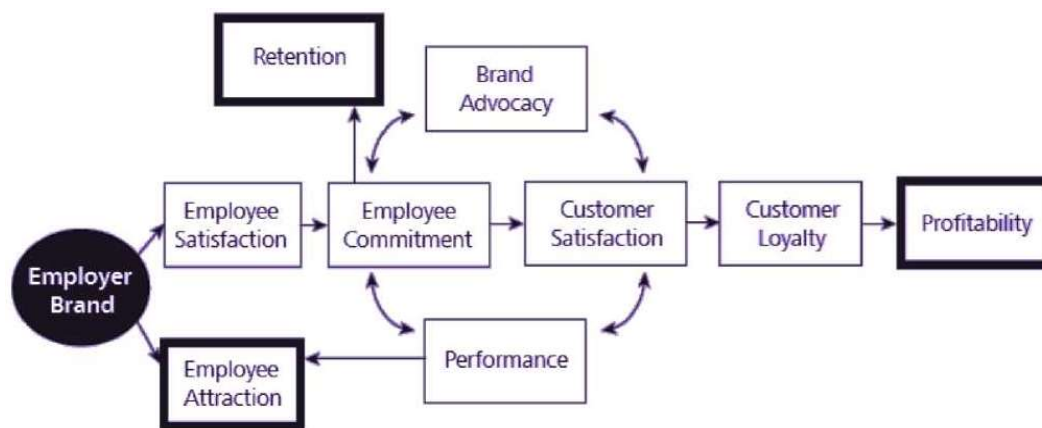 Retention
Brand
Advocacy
Employee
Satisfaction
Employee
Commitment
Customer
Satisfaction
Customer
Loyalty
Profitability
Employer
Brand
Employee
Attraction
Performance